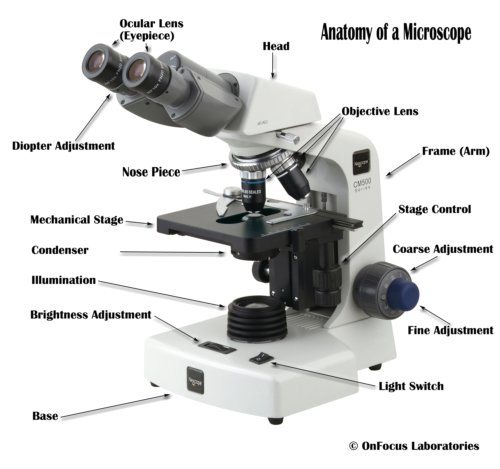 Ocular Lens
(Eyepiece)
Anatomy of a Microscope
Head
Objective Lens
Diopter Adjustment
Nose Piece
Frame (Arm)
CM500
Mechanical Stage
Stage Control
Condenser
Coarse Adjustment
Illumination
Brightness Adjustment
Fine Adjustment
Light Switch
Base
© OnFocus Laboratories